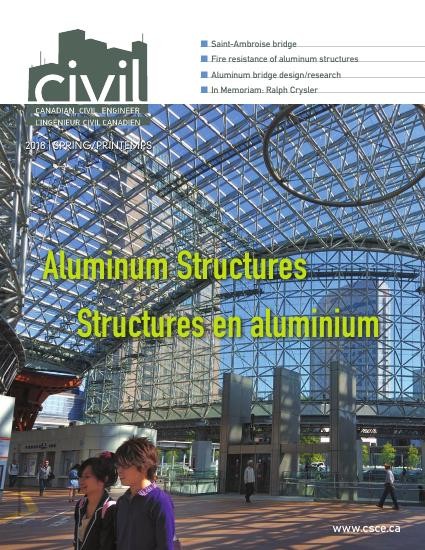 Saint-Ambroise bridge
Fire resistance of aluminum structures
Aluminum bridge design/research
In Memoriam: Ralph Crysler
civil
CANADIAN CIVIL ENGINEER
L'INGÉNIEUR CIVIL CANADIEN
2018 | SPRING/PRINTEMPS
Aluminum Structures
Structures en aluminium
www.csce.ca